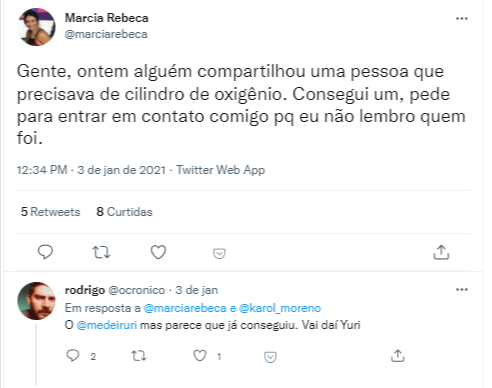 Marcia Rebeca
@marciarebeca
Gente, ontem alguém compartilhou uma pessoa que
precisava de cilindro de oxigênio. Consegui um, pede
para entrar em contato comigo pq eu não lembro quem
foi.
12:34 PM · 3 de jan de 2021 · Twitter Web App
5 Retweets 8 Curtidas
rodrigo @ocronico · 3 de jan
Em resposta a @marciarebeca e @karol_moreno
O @medeiruri mas parece que já conseguiu. Vai daí Yuri
2 1